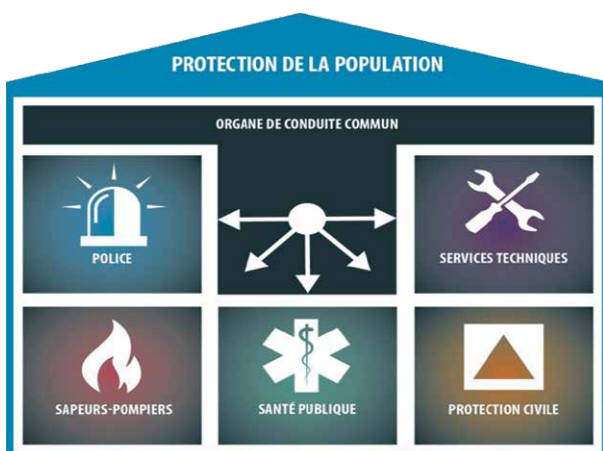 PROTECTION DE LA POPULATION
ORGANE DE CONDUITE COMMUN
POLICE
SERVICES TECHNIQUES
SAPEURS-POMPIERS
SANTÉ PUBLIQUE
PROTECTION CIVILE